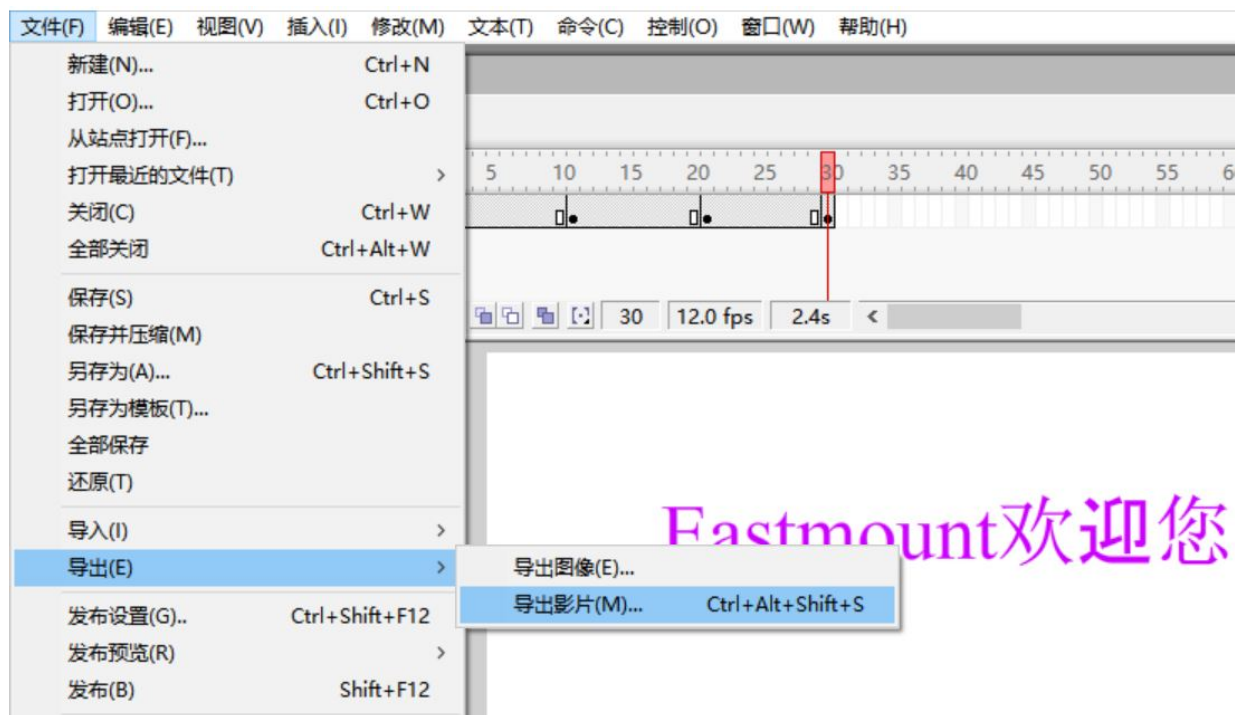 文件(F) 编辑(E) 视图(V) 插入(I) 修改(M) 文本(T) 命令(C) 控制(O) 窗口(W) 帮助(H)
新建(N)... Ctrl+N
打开(O)... Ctrl+O
从站点打开(F)...
打开最近的文件(T) >
关闭(C) Ctrl+W
全部关闭 Ctrl+Alt+W
保存(S) Ctrl+S
保存并压缩(M)
另存为(A)... Ctrl+Shift+S
另存为模板(T)...
全部保存
还原(T)
导入(I) >
导出(E) >
发布设置(G).. Ctrl+Shift+F12
发布预览(R) >
发布(B) Shift+F12
导出图像(E)...
导出影片(M)... Ctrl+Alt+Shift+S
5 10 15 20 25 30 35 40 45 50 55
30 12.0 fps 2.4s <
Eastmount欢迎您